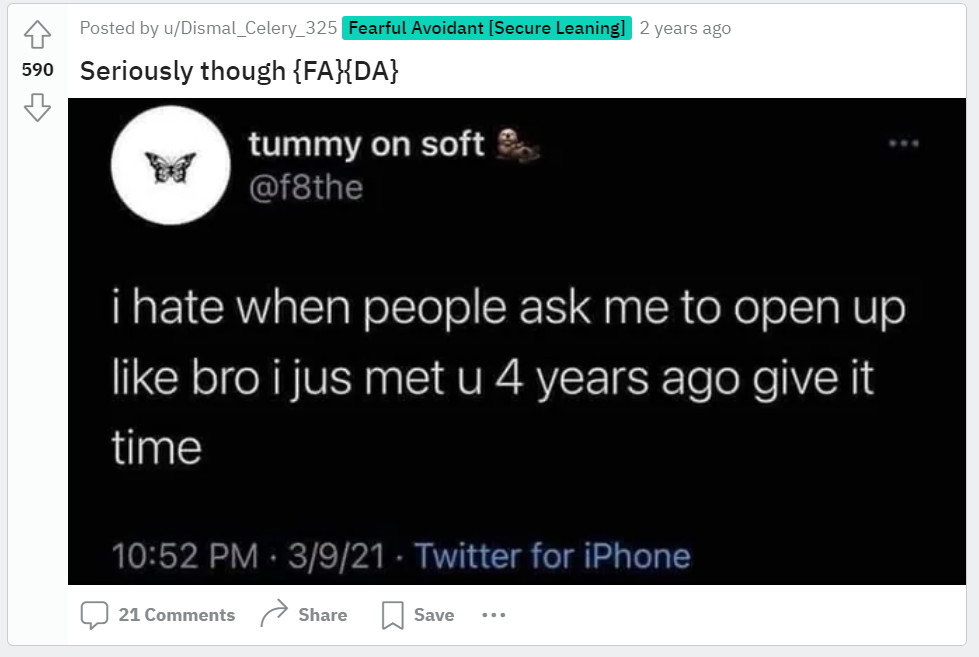 Posted by u/Dismal_Celery_325 Fearful Avoidant [Secure Leaning] 2 years ago
590
Seriously though {FA}{DA}
tummy on soft 🦦
@f8the
i hate when people ask me to open up
like bro i jus met u 4 years ago give it
time
10:52 PM · 3/9/21 · Twitter for iPhone
21 Comments Share Save